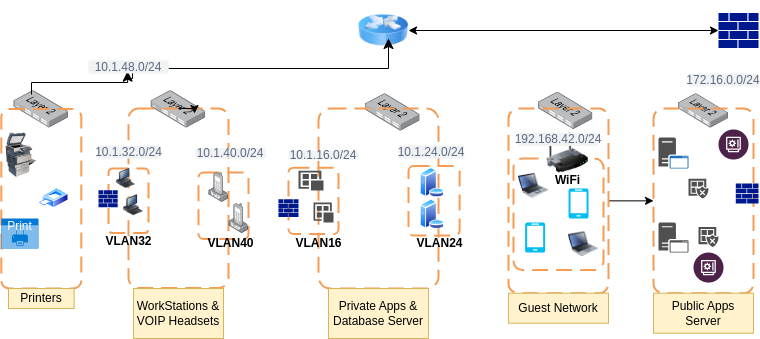 10.1.48.0/24
172.16.0.0/24
Layer 2
Layer 2
Layer 2
Layer 2
Layer 2
192.168.42.0/24
10.1.32.0/24
10.1.40.0/24
10.1.16.0/24
10.1.24.0/24
WiFi
Print
VLAN32
VLAN40
VLAN16
VLAN24
Printers
WorkStations &
VOIP Headsets
Private Apps &
Database Server
Guest Network
Public Apps
Server